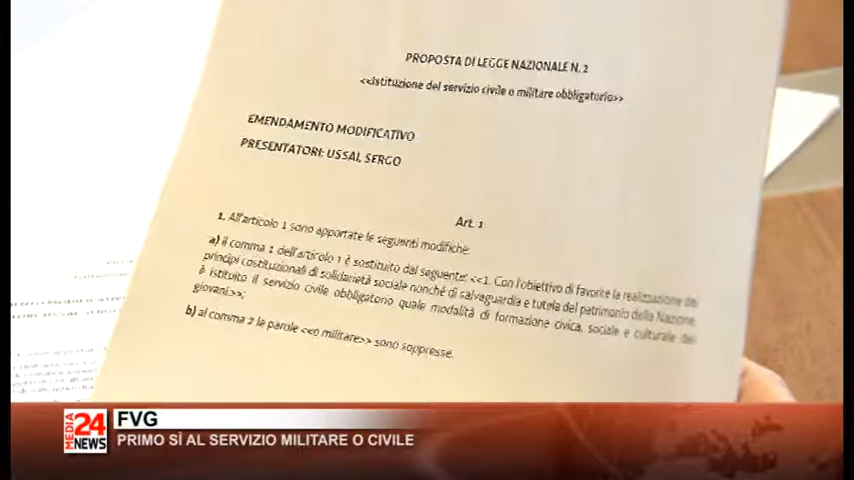 PROPOSTA DI LEGGE NAZIONALE N. 2
<<Istituzione del servizio civile o militare obbligatorio>>
EMENDAMENTO MODIFICATIVO
PRESENTATORI: USSAI, SERGO
Art. 1
1. All'articolo 1 sono apportate le seguenti modifiche:
a) il comma 1 dell'articolo 1 è sostituito dal seguente: <<1. Con l'obiettivo di favorire la realizzazione dei
principi costituzionali di solidarietà sociale nonché di salvaguardia e tutela del patrimonio della Nazione,
è istituito il servizio civile obbligatorio quale modalità di formazione civica, sociale e culturale dei
giovani.>>;
b) al comma 2 le parole <<o militare>> sono soppresse.
MEDIA 24 NEWS
FVG
PRIMO SÌ AL SERVIZIO MILITARE O CIVILE